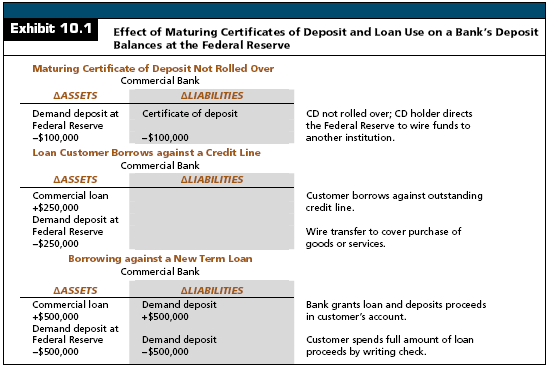 Exhibit 10.1
Effect of Maturing Certificates of Deposit and Loan Use on a Bank's Deposit
Balances at the Federal Reserve
Maturing Certificate of Deposit Not Rolled Over
Commercial Bank
ΔASSETS ΔLIABILITIES
Demand deposit at Certificate of deposit CD not rolled over; CD holder directs
Federal Reserve the Federal Reserve to wire funds to
–$100,000 –$100,000 another institution.
Loan Customer Borrows against a Credit Line
Commercial Bank
ΔASSETS ΔLIABILITIES
Commercial loan Customer borrows against outstanding
+$250,000 credit line.
Demand deposit at
Federal Reserve Wire transfer to cover purchase of
–$250,000 goods or services.
Borrowing against a New Term Loan
Commercial Bank
ΔASSETS ΔLIABILITIES
Commercial loan Demand deposit Bank grants loan and deposits proceeds
+$500,000 +$500,000 in customer's account.
Demand deposit at
Federal Reserve Demand deposit Customer spends full amount of loan
–$500,000 –$500,000 proceeds by writing check.